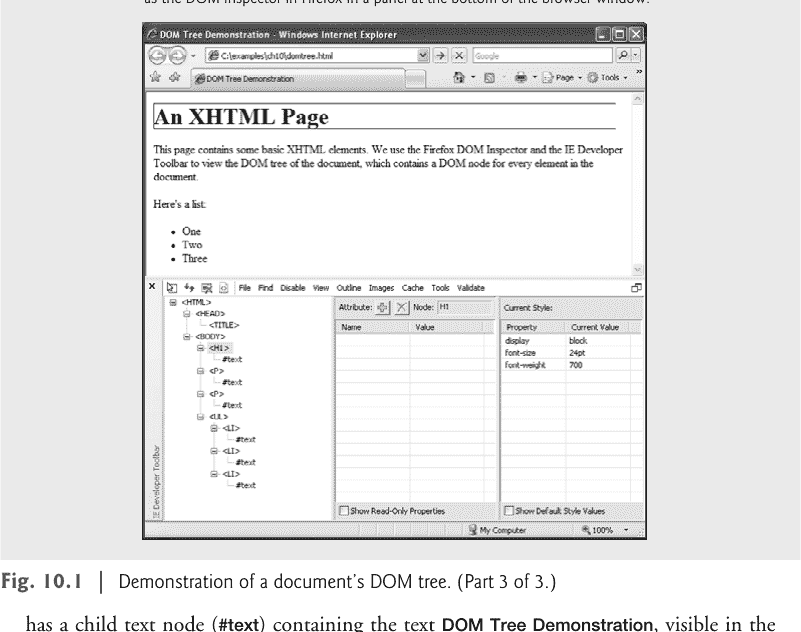 as the DOM Inspector in Firefox in a panel at the bottom of the browser window.
DOM Tree Demonstration - Windows Internet Explorer
C:\examples\ch10\domtree.html
Google
DOM Tree Demonstration
Page
Tools
An XHTML Page
This page contains some basic XHTML elements. We use the Firefox DOM Inspector and the IE Developer
Toolbar to view the DOM tree of the document, which contains a DOM node for every element in the
document.
Here's a list:
• One
• Two
• Three
File Find Disable View Outline Images Cache Tools Validate
<HTML>
<HEAD>
<TITLE>
<BODY>
<H1>
#text
<P>
#text
<P>
#text
<UL>
<LI>
#text
<LI>
#text
<LI>
#text
IE Developer Toolbar
Attribute: Node: H1
Name Value
Show Read-Only Properties
Current Style:
Property Current Value
display block
font-size 24pt
font-weight 700
Show Default Style Values
My Computer 100%
Fig. 10.1 | Demonstration of a document's DOM tree. (Part 3 of 3.)
has a child text node (#text) containing the text DOM Tree Demonstration, visible in the